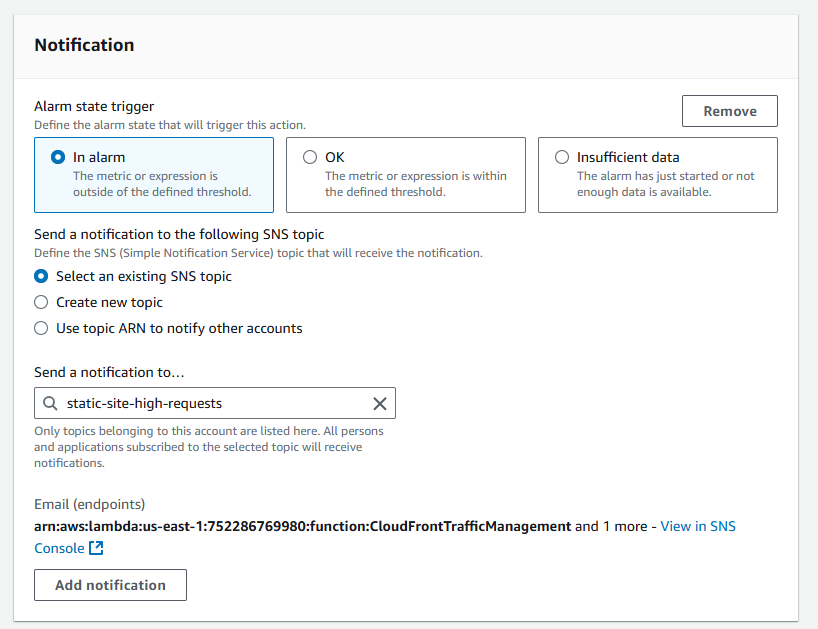 Notification
Alarm state trigger
Define the alarm state that will trigger this action.
Remove
In alarm
The metric or expression is
outside of the defined threshold.
OK
The metric or expression is within
the defined threshold.
Insufficient data
The alarm has just started or not
enough data is available.
Send a notification to the following SNS topic
Define the SNS (Simple Notification Service) topic that will receive the notification.
Select an existing SNS topic
Create new topic
Use topic ARN to notify other accounts
Send a notification to…
static-site-high-requests
Only topics belonging to this account are listed here. All persons
and applications subscribed to the selected topic will receive
notifications.
Email (endpoints)
arn:aws:lambda:us-east-1:752286769980:function:CloudFrontTrafficManagement and 1 more - View in SNS
Console
Add notification